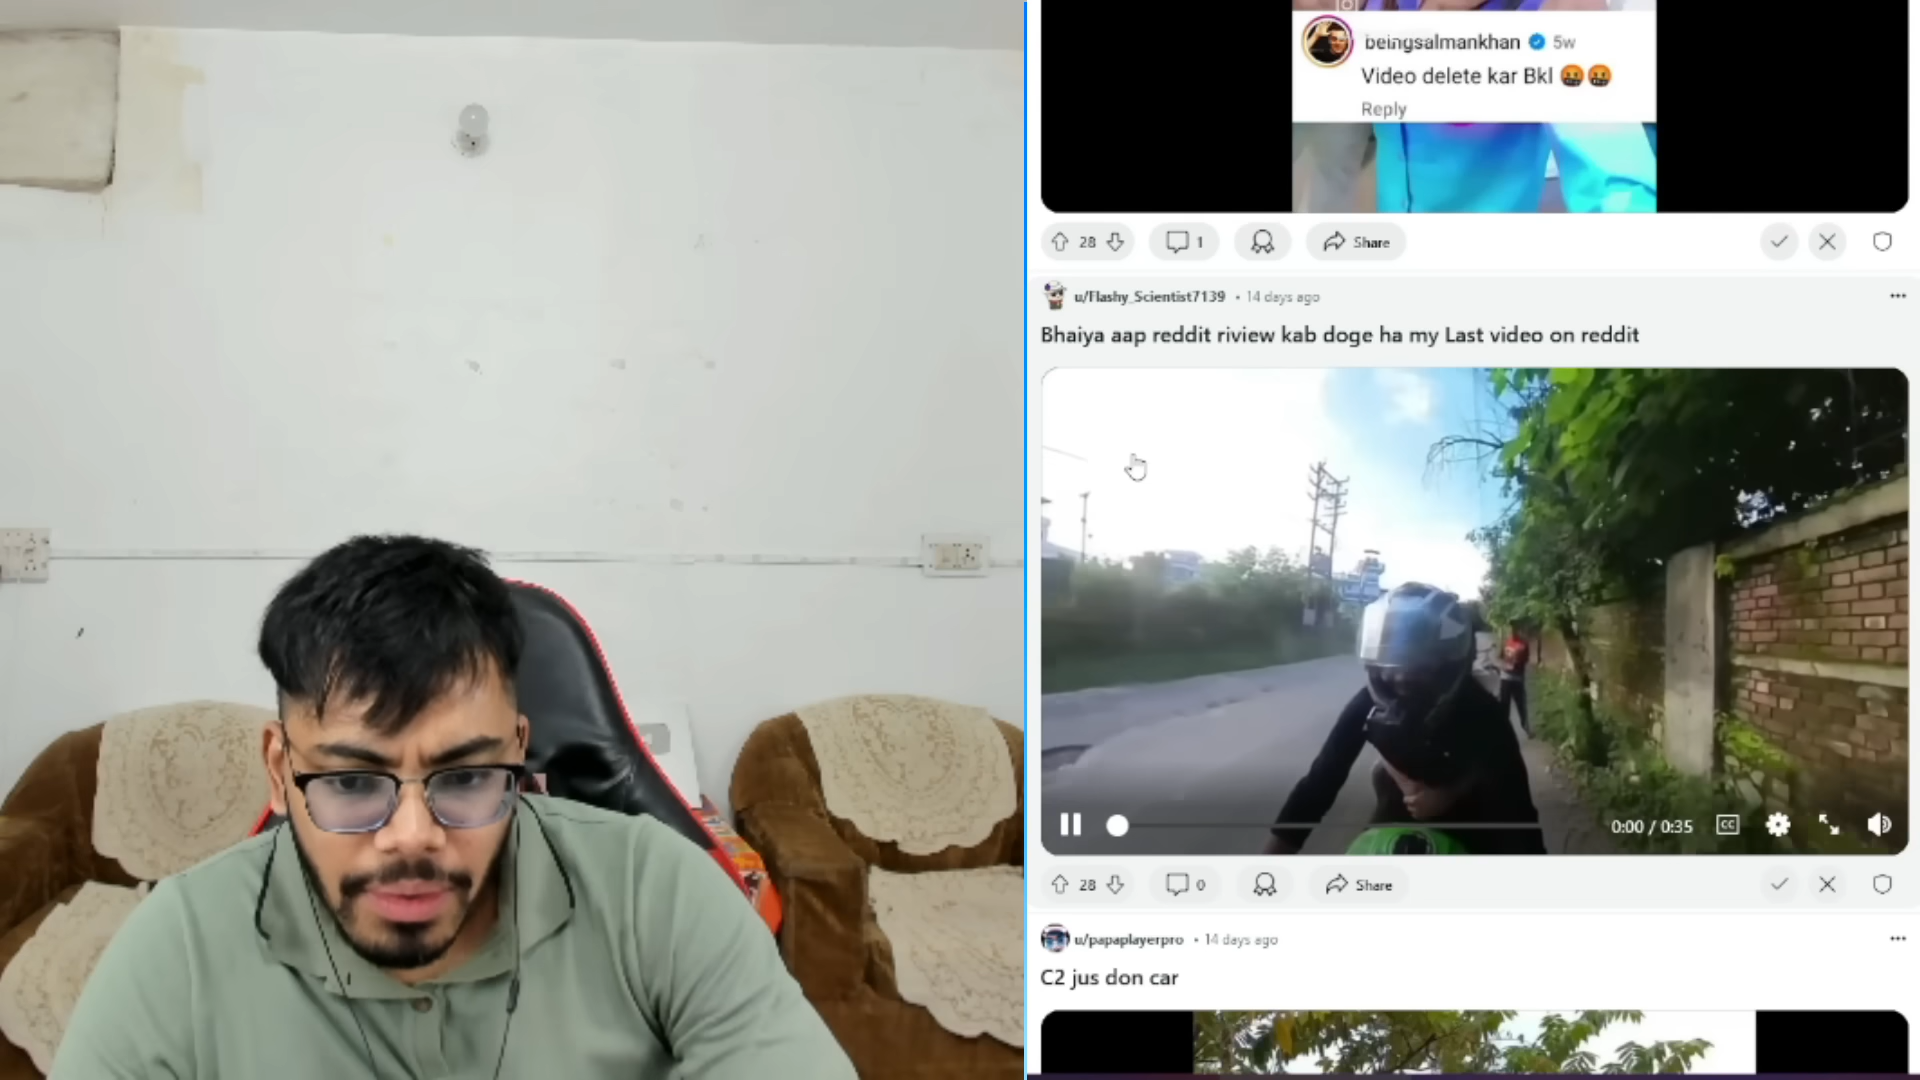 beingsalmankhan 5w
Video delete kar Bkl 🤬🤬
Reply
28 1 Share
u/Flashy_Scientist7139 • 14 days ago
Bhaiya aap reddit riview kab doge ha my Last video on reddit
0:00 / 0:35 CC
28 0 Share
u/papaplayerpro • 14 days ago
C2 jus don car